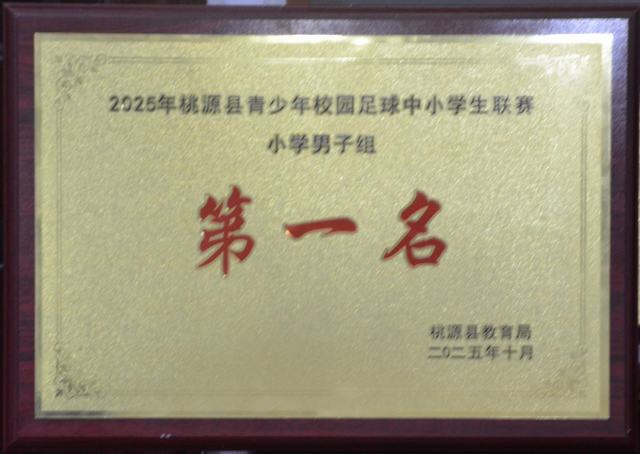 2025年桃源县青少年校园足球中小学生联赛
小学男子组
第一名
桃源县教育局
二〇二五年十月